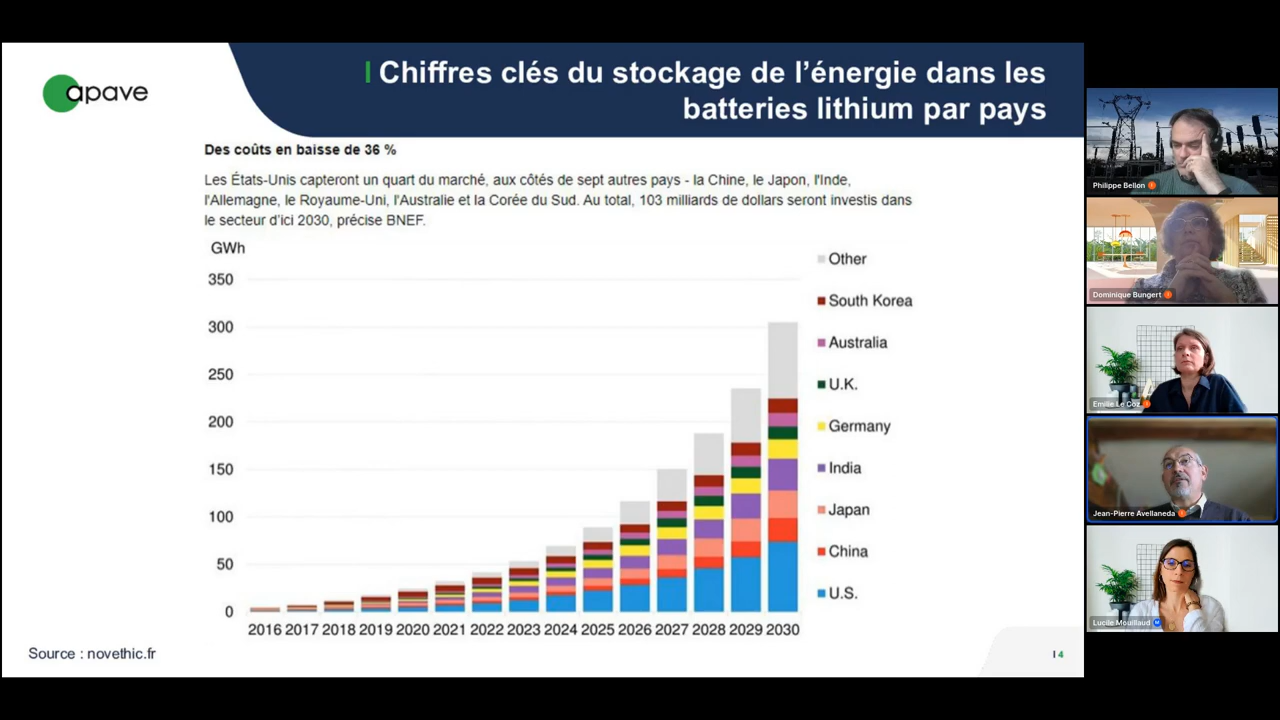 apave
Chiffres clés du stockage de l'énergie dans les
batteries lithium par pays
Des coûts en baisse de 36 %
Les États-Unis capteront un quart du marché, aux côtés de sept autres pays - la Chine, le Japon, l'Inde,
l'Allemagne, le Royaume-Uni, l'Australie et la Corée du Sud. Au total, 103 milliards de dollars seront investis dans
le secteur d'ici 2030, précise BNEF.
GWh
350
300
250
200
150
100
50
0
2016 2017 2018 2019 2020 2021 2022 2023 2024 2025 2026 2027 2028 2029 2030
Other
South Korea
Australia
U.K.
Germany
India
Japan
China
U.S.
Source : novethic.fr
4
Philippe Bellon
Dominique Bungert
Emilie Le Coz
Jean-Pierre Avellaneda
Lucile Mouillaud